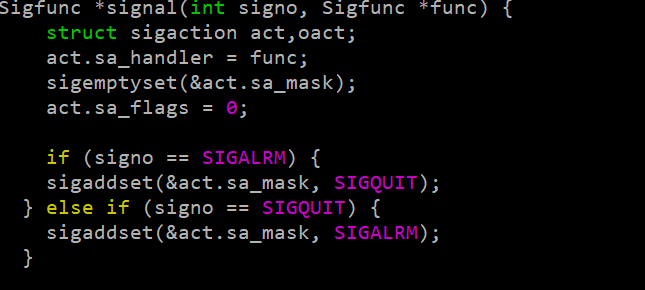 Sigfunc *signal(int signo, Sigfunc *func) {
    struct sigaction act,oact;
    act.sa_handler = func;
    sigemptyset(&act.sa_mask);
    act.sa_flags = 0;

    if (signo == SIGALRM) {
    sigaddset(&act.sa_mask, SIGQUIT);
  } else if (signo == SIGQUIT) {
    sigaddset(&act.sa_mask, SIGALRM);
  }